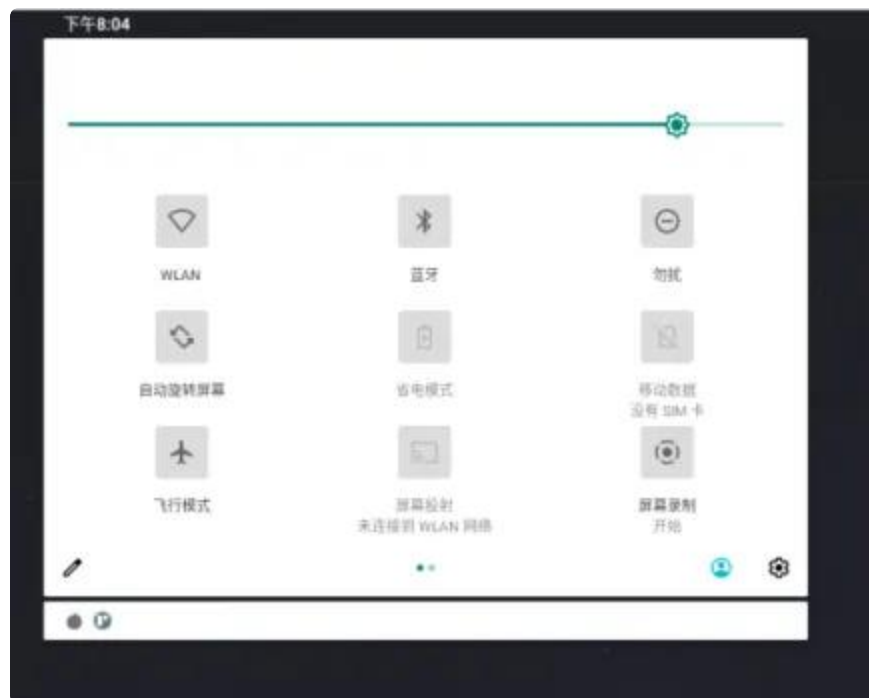 下午8:04
WLAN
蓝牙
勿扰
自动旋转屏幕
省电模式
移动数据
没有 SIM 卡
飞行模式
屏幕投射
未连接到 WLAN 网络
屏幕录制
开始